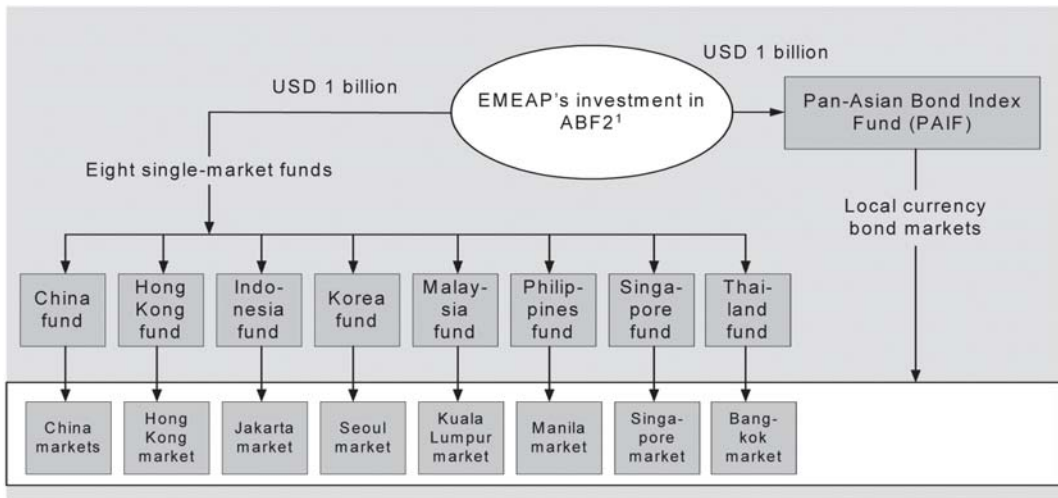 USD 1 billion
USD 1 billion
EMEAP's investment in
ABF2¹
Pan-Asian Bond Index
Fund (PAIF)
Eight single-market funds
Local currency
bond markets
China
fund
Hong
Kong
fund
Indo-
nesia
fund
Korea
fund
Malay-
sia
fund
Philip-
pines
fund
Singa-
pore
fund
Thai-
land
fund
China
markets
Hong
Kong
market
Jakarta
market
Seoul
market
Kuala
Lumpur
market
Manila
market
Singa-
pore
market
Bang-
kok
market